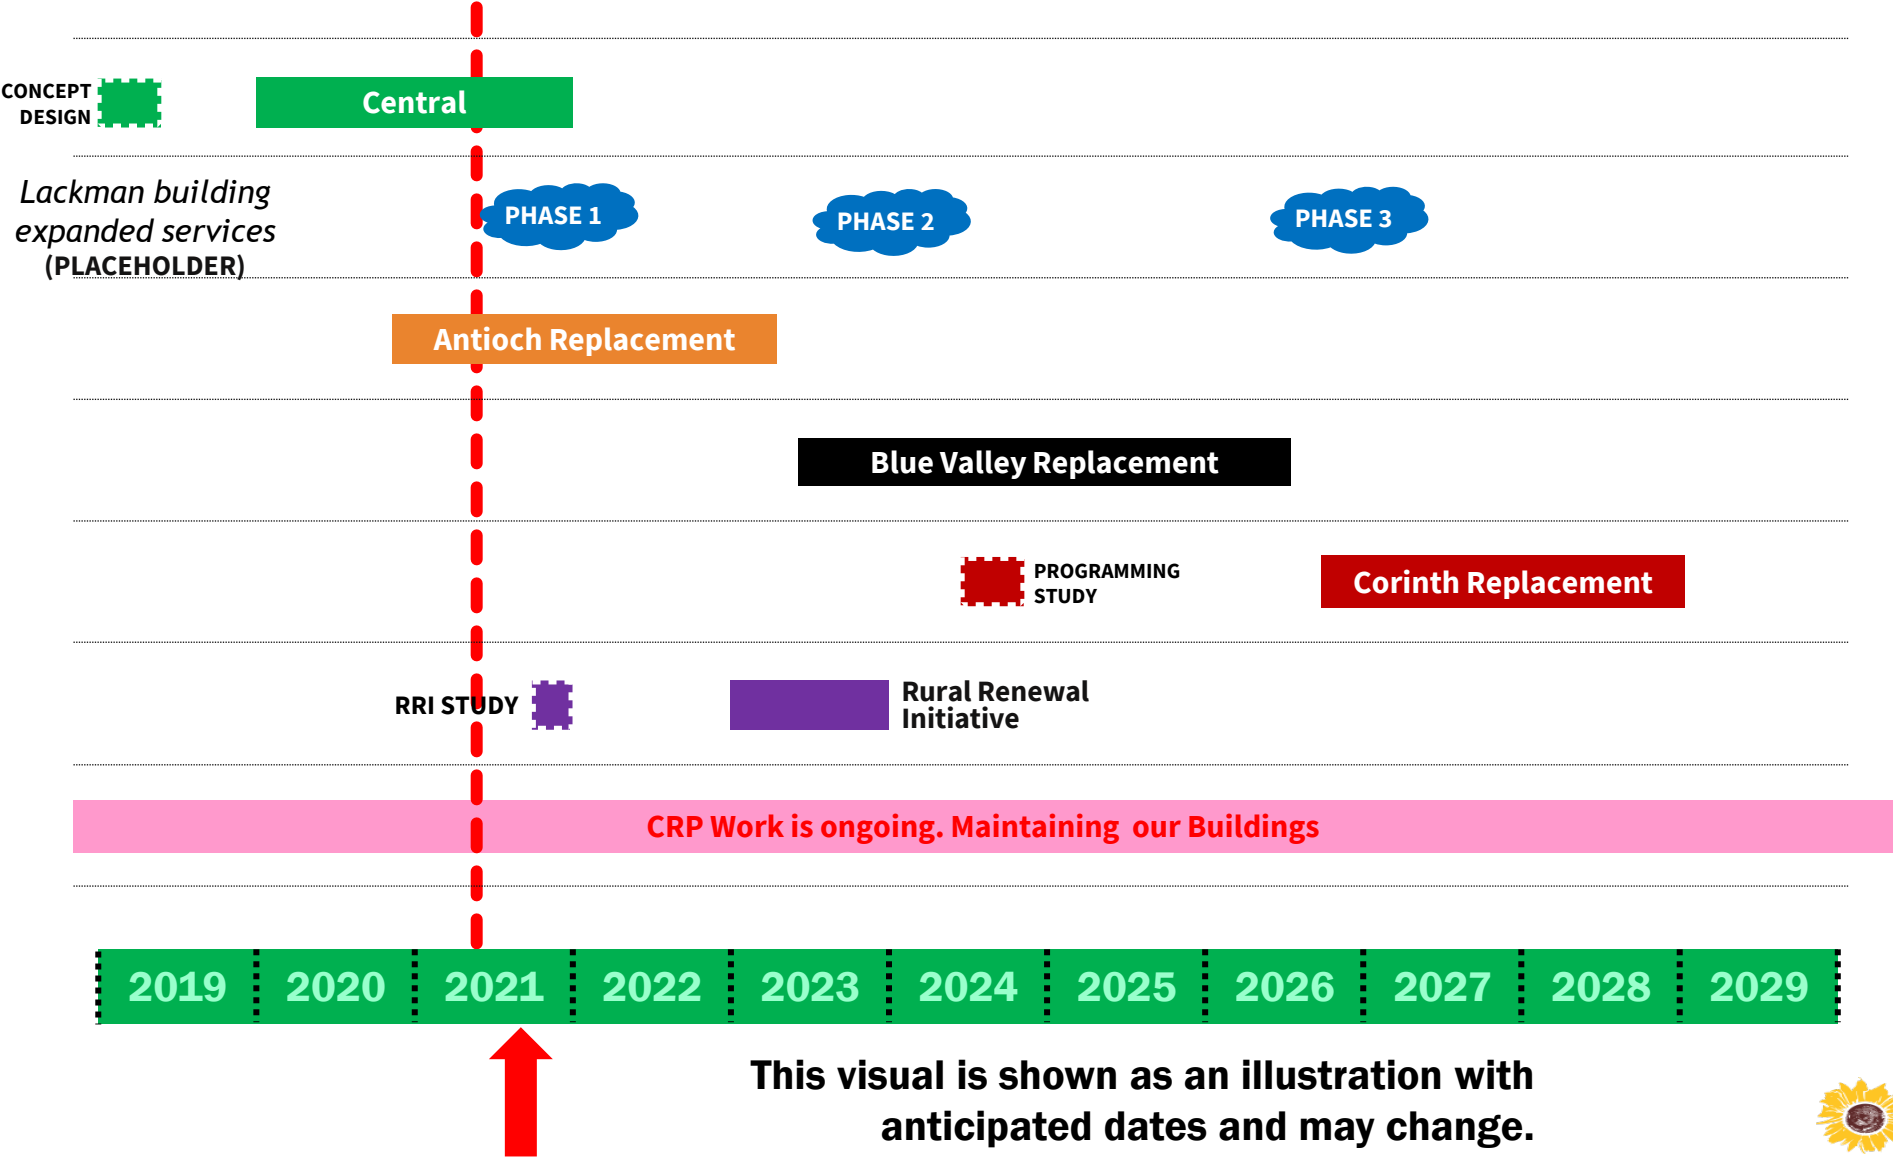 CONCEPT
DESIGN
Central
Lackman building
expanded services
(PLACEHOLDER)
PHASE 1
PHASE 2
PHASE 3
Antioch Replacement
Blue Valley Replacement
PROGRAMMING
STUDY
Corinth Replacement
RRI STUDY
Rural Renewal
Initiative
CRP Work is ongoing. Maintaining  our Buildings
2019
2020
2021
2022
2023
2024
2025
2026
2027
2028
2029
This visual is shown as an illustration with
anticipated dates and may change.